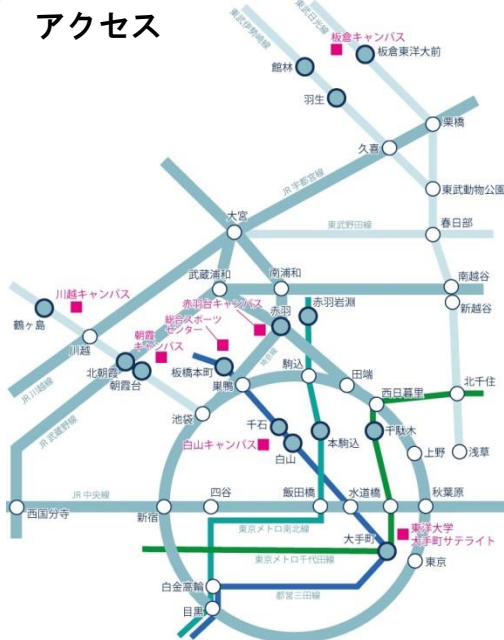 アクセス
東武伊勢崎線
東武日光線
板倉キャンパス
板倉東洋大前
館林
羽生
栗橋
久喜
JR宇都宮線
東武動物公園
大宮
東武野田線
春日部
武蔵浦和
南浦和
南越谷
新越谷
川越キャンパス
鶴ヶ島
赤羽台キャンパス
赤羽岩淵
赤羽
総合スポーツ
センター
朝霞
キャンパス
川越
北朝霞
朝霞台
板橋本町
埼京線
駒込
田端
巣鴨
西日暮里
北千住
JR川越線
JR武蔵野線
池袋
千石
白山キャンパス
白山
本駒込
千駄木
上野
浅草
JR中央線
西国分寺
新宿
四谷
飯田橋
水道橋
秋葉原
東京メトロ南北線
大手町
東洋大学
大手町サテライト
東京メトロ千代田線
東京
白金高輪
都営三田線
目黒